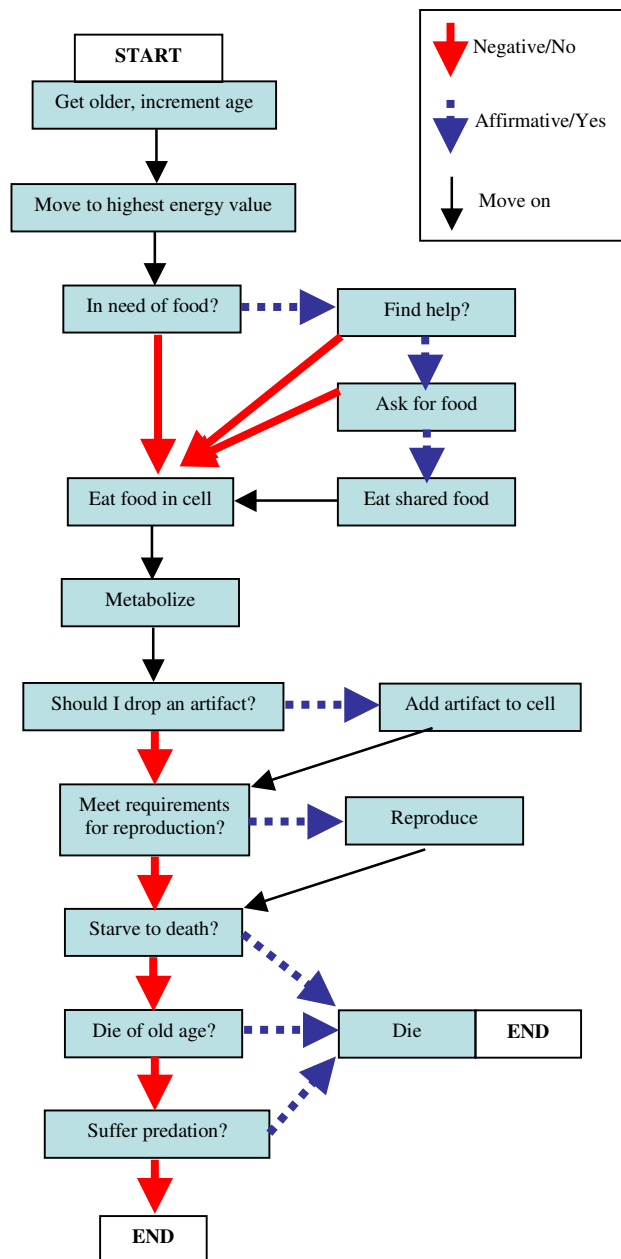 START
Get older, increment age
Negative/No
Affirmative/Yes
Move on
Move to highest energy value
In need of food?
Find help?
Ask for food
Eat food in cell
Eat shared food
Metabolize
Should I drop an artifact?
Add artifact to cell
Meet requirements
for reproduction?
Reproduce
Starve to death?
Die of old age?
Die
END
Suffer predation?
END